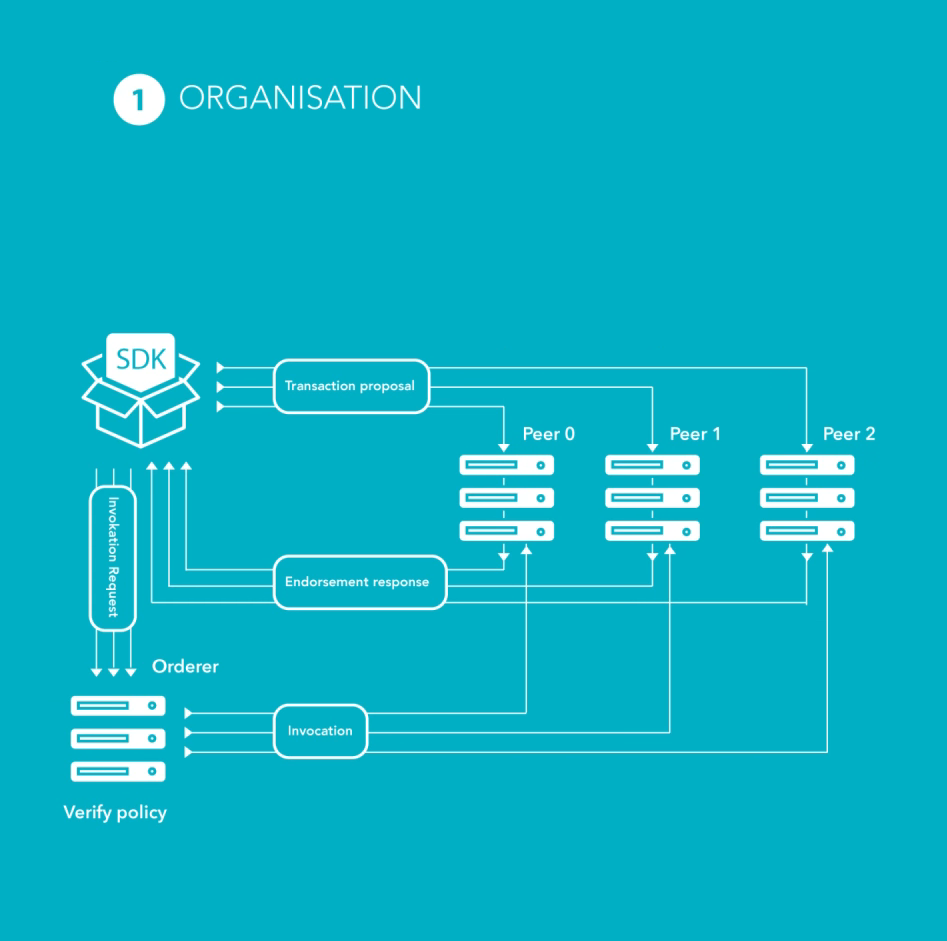 1 ORGANISATION
SDK
Transaction proposal
Peer 0
Peer 1
Peer 2
Invokation Request
Endorsement response
Orderer
Invocation
Verify policy